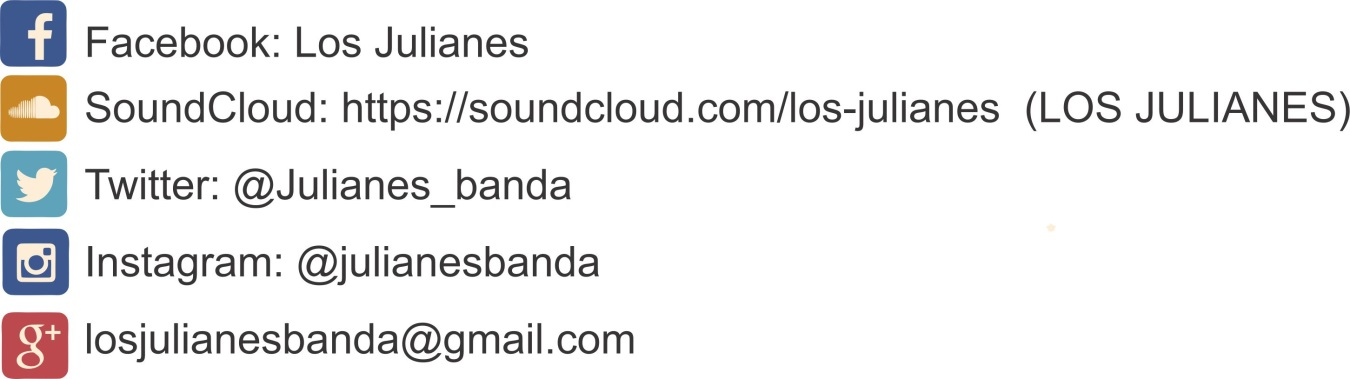 Facebook: Los Julianes
SoundCloud: https://soundcloud.com/los-julianes (LOS JULIANES)
Twitter: @Julianes_banda
Instagram: @julianesbanda
g+ losjulianesbanda@gmail.com